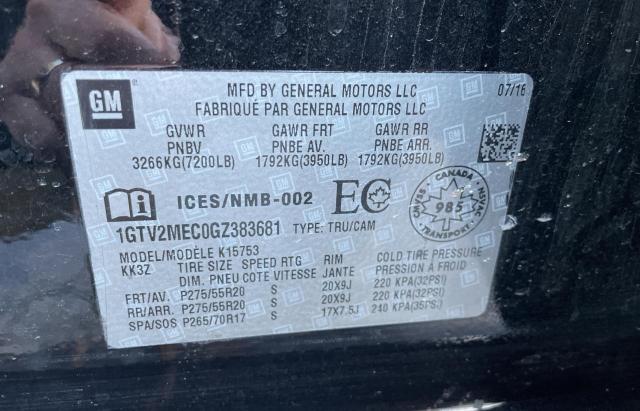 GM
MFD BY GENERAL MOTORS LLC 07/16
FABRIQUÉ PAR GENERAL MOTORS LLC
GVWR GAWR FRT GAWR RR
PNBV PNBE AV. PNBE ARR.
3266KG(7200LB) 1792KG(3950LB) 1792KG(3950LB)
ICES/NMB-002 EC
CANADA
CMVSS NSVAC
985
TRANSPORT
1GTV2MEC0GZ383681 TYPE: TRU/CAM
MODEL/MODÈLE K15753
KK3Z TIRE SIZE SPEED RTG RIM COLD TIRE PRESSURE
DIM. PNEU COTE VITESSE JANTE PRESSION À FROID
FRT/AV. P275/55R20 S 20X9J 220 KPA(32PSI)
RR/ARR. P275/55R20 S 20X9J 220 KPA(32PSI)
SPA/SOS P265/70R17 S 17X7.5J 240 KPA(35PSI)